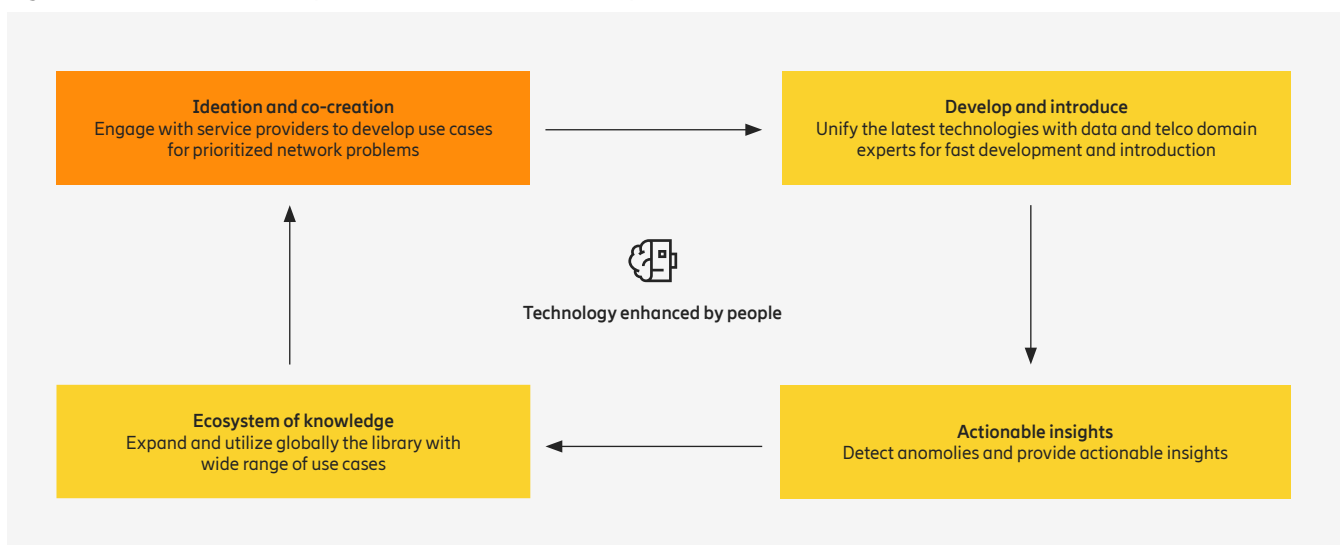 Ideation and co-creation
Engage with service providers to develop use cases
for prioritized network problems
Develop and introduce
Unify the latest technologies with data and telco domain
experts for fast development and introduction
Technology enhanced by people
Ecosystem of knowledge
Expand and utilize globally the library with
wide range of use cases
Actionable insights
Detect anomolies and provide actionable insights